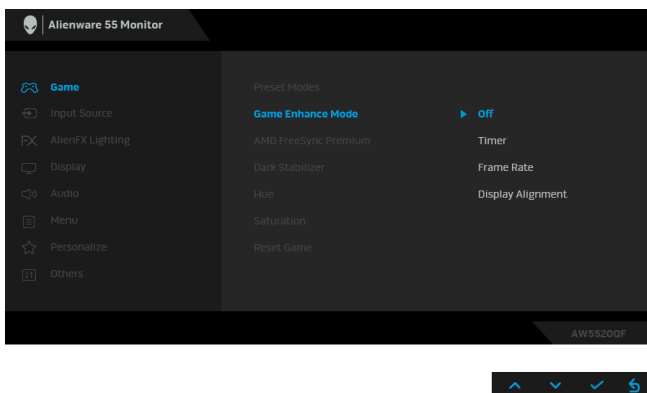 Alienware 55 Monitor
Game
Input Source
AlienFX Lighting
Display
Audio
Menu
Personalize
Others
Preset Modes
Game Enhance Mode
AMD FreeSync Premium
Dark Stabilizer
Hue
Saturation
Reset Game
Off
Timer
Frame Rate
Display Alignment
AW5520QF